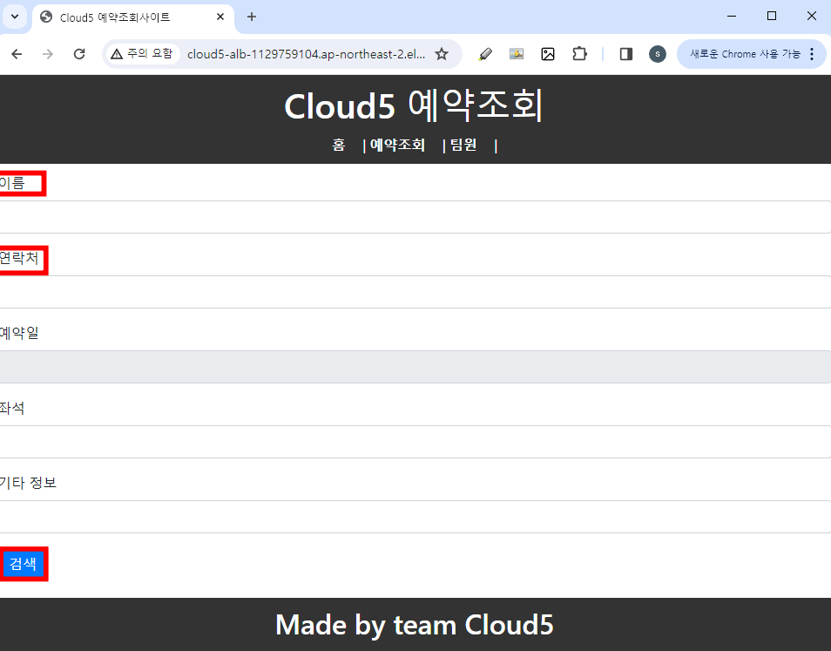 Cloud5 예약조회사이트
주의 요함
cloud5-alb-1129759104.ap-northeast-2.el...
S
새로운 Chrome 사용 가능
Cloud5 예약조회
홈 | 예약조회 | 팀원 |
이름
연락처
예약일
좌석
기타 정보
검색
Made by team Cloud5